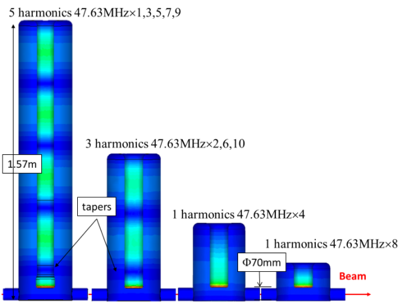 5 harmonics 47.63MHz×1,3,5,7,9
3 harmonics 47.63MHz×2,6,10
1.57m
tapers
1 harmonics 47.63MHz×4
1 harmonics 47.63MHz×8
Φ70mm
Beam